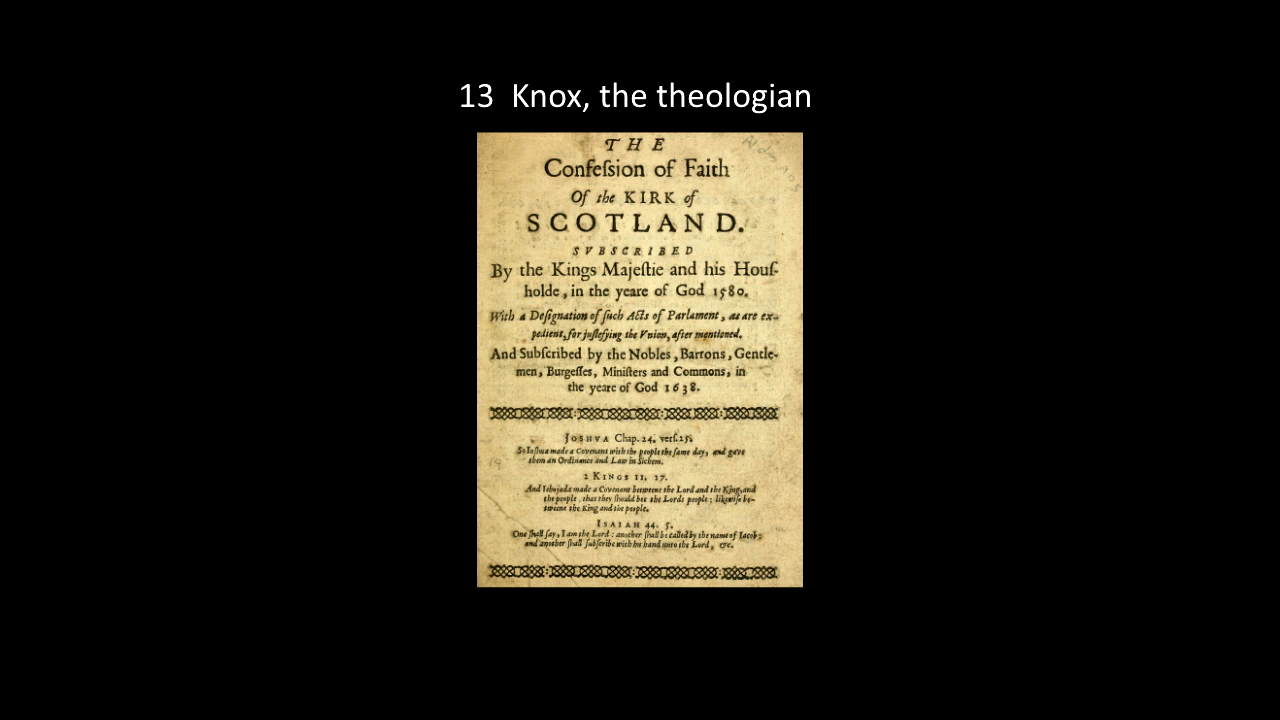 13 Knox, the theologian
THE
Confeſsion of Faith
Of the KIRK of
SCOTLAND.
SVBSCRIBED
By the Kings Majeſtie and his Houſ-
holde, in the yeare of God 1580.
With a Deſignation of ſuch Acts of Parlament, as are ex-
pedient, for juſtefying the Vnion, after mentioned.
And Subſcribed by the Nobles, Barrons, Gentle-
men, Burgeſſes, Miniſters and Commons, in
the yeare of God 1638.
JOSHVA Chap. 24. verſ. 25.
So Joſhua made a Covenant with the people the ſame day, and gave
them an Ordinance and Law in Sichem.
2 KINGS 11. 17.
And Iehojada made a Covenant betweene the Lord and the King, and
the people, that they ſhould bee the Lords people; likewiſe be-
tweene the King and the people.
ISAIAH 44. 5.
One ſhall ſay, I am the Lord: another ſhall be called by the name of Iacob:
and another ſhall ſubſcribe with his hand unto the Lord, &c.